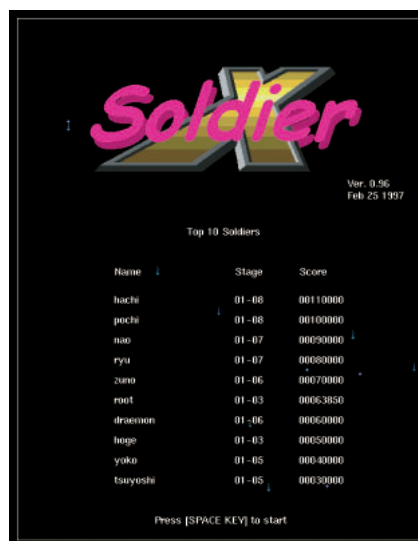 Soldier
X
Ver. 0.96
Feb 25 1997
Top 10 Soldiers
Name Stage Score
hachi 01-08 00110000
pochi 01-08 00100000
nao 01-07 00090000
ryu 01-07 00080000
zuno 01-06 00070000
root 01-03 00063850
draemon 01-06 00060000
hoge 01-03 00050000
yoko 01-05 00040000
tsuyoshi 01-05 00030000
Press [SPACE KEY] to start